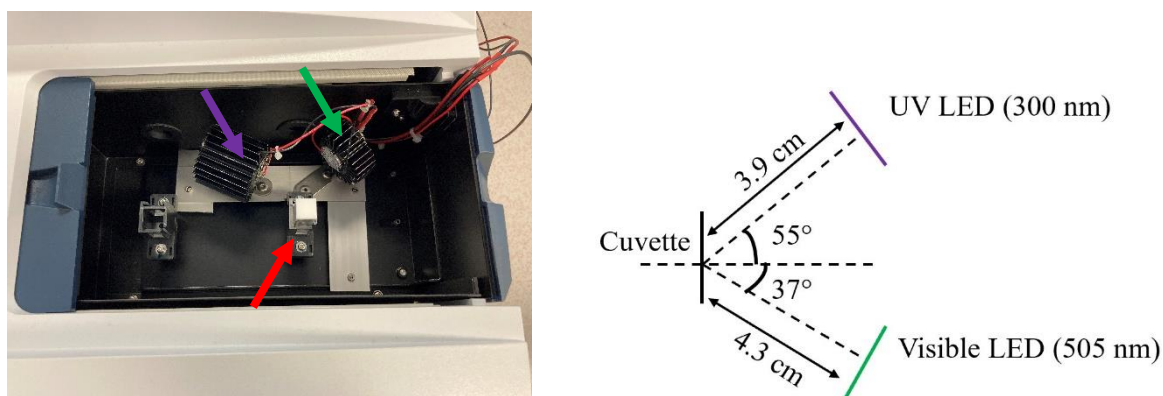 UV LED (300 nm)
3.9 cm
Cuvette
55°
37°
4.3 cm
Visible LED (505 nm)